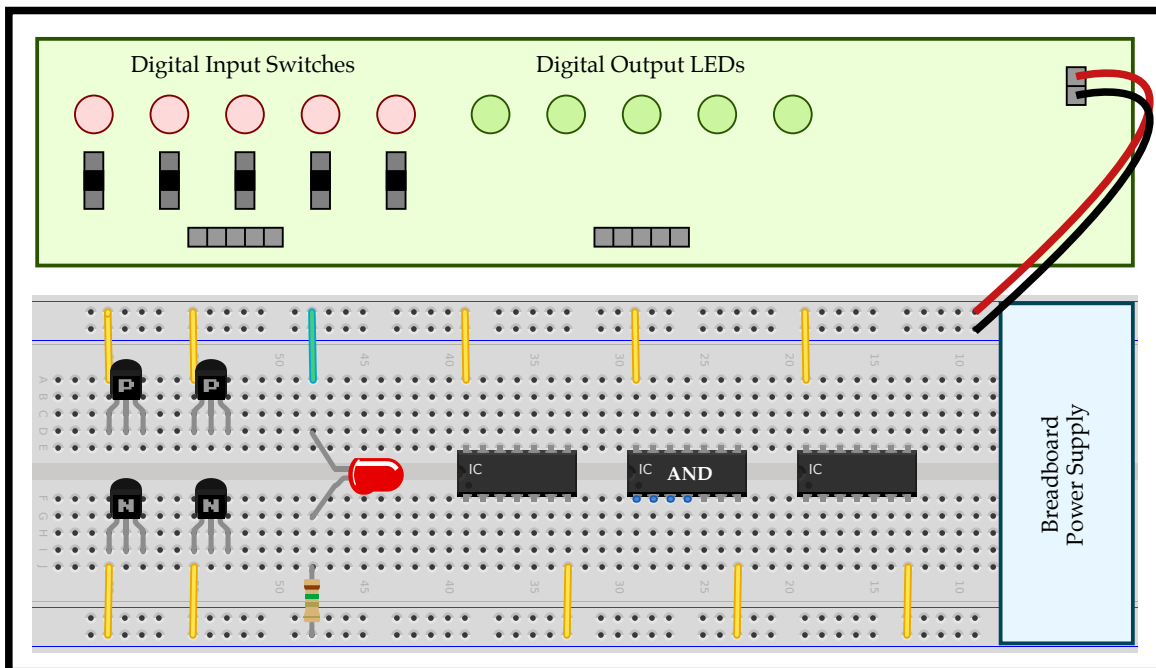 Digital Input Switches
Digital Output LEDs
50
45
40
35
30
25
20
15
10
A
B
C
D
E
P
P
IC
IC
AND
IC
N
N
F
G
H
I
J
50
45
40
35
30
25
20
15
10
Breadboard
Power Supply